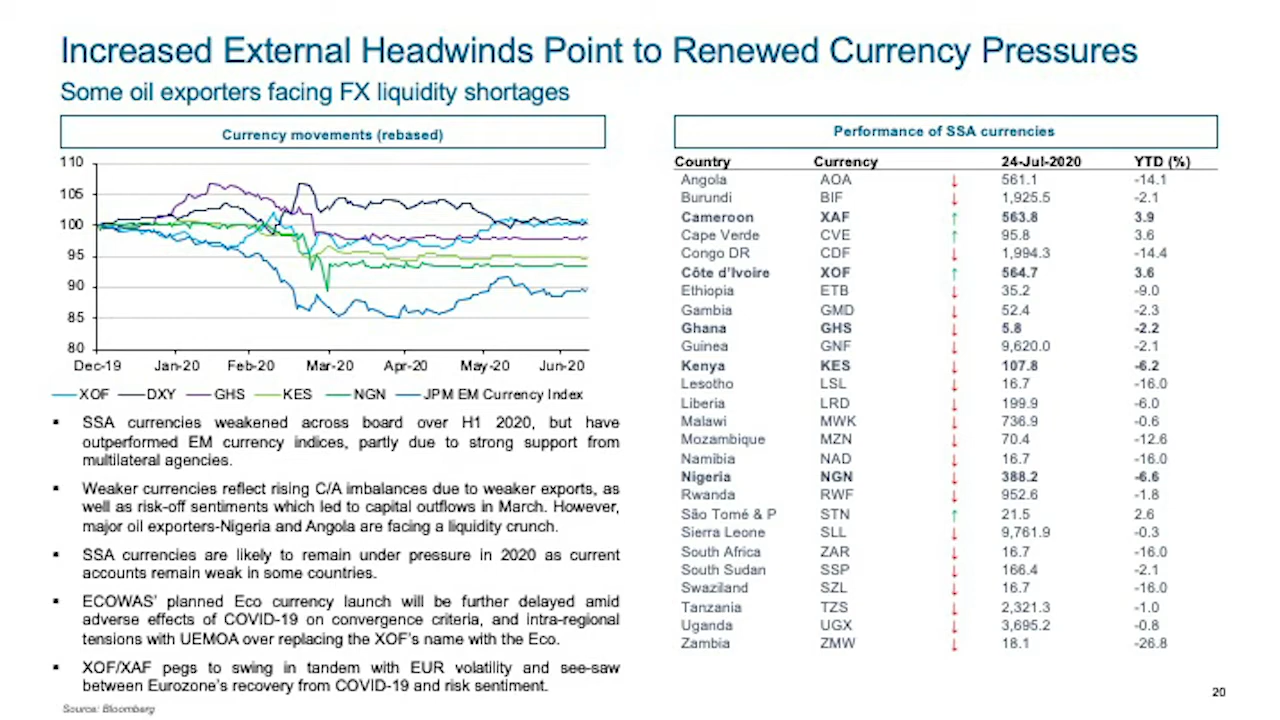 Increased External Headwinds Point to Renewed Currency Pressures
Some oil exporters facing FX liquidity shortages
Currency movements (rebased)
110
105
100
95
90
85
80
Dec-19 Jan-20 Feb-20 Mar-20 Apr-20 May-20 Jun-20
XOF DXY GHS KES NGN JPM EM Currency Index
▪ SSA currencies weakened across board over H1 2020, but have
outperformed EM currency indices, partly due to strong support from
multilateral agencies.
▪ Weaker currencies reflect rising C/A imbalances due to weaker exports, as
well as risk-off sentiments which led to capital outflows in March. However,
major oil exporters-Nigeria and Angola are facing a liquidity crunch.
▪ SSA currencies are likely to remain under pressure in 2020 as current
accounts remain weak in some countries.
▪ ECOWAS' planned Eco currency launch will be further delayed amid
adverse effects of COVID-19 on convergence criteria, and intra-regional
tensions with UEMOA over replacing the XOF's name with the Eco.
▪ XOF/XAF pegs to swing in tandem with EUR volatility and see-saw
between Eurozone's recovery from COVID-19 and risk sentiment.
Source: Bloomberg
Performance of SSA currencies
Country Currency 24-Jul-2020 YTD (%)
Angola AOA ↓ 561.1 -14.1
Burundi BIF ↓ 1,925.5 -2.1
Cameroon XAF ↑ 563.8 3.9
Cape Verde CVE ↑ 95.8 3.6
Congo DR CDF ↓ 1,994.3 -14.4
Côte d'Ivoire XOF ↑ 564.7 3.6
Ethiopia ETB ↓ 35.2 -9.0
Gambia GMD ↓ 52.4 -2.3
Ghana GHS ↓ 5.8 -2.2
Guinea GNF ↓ 9,620.0 -2.1
Kenya KES ↓ 107.8 -6.2
Lesotho LSL ↓ 16.7 -16.0
Liberia LRD ↓ 199.9 -6.0
Malawi MWK ↓ 736.9 -0.6
Mozambique MZN ↓ 70.4 -12.6
Namibia NAD ↓ 16.7 -16.0
Nigeria NGN ↓ 388.2 -6.6
Rwanda RWF ↓ 952.6 -1.8
São Tomé & P STN ↑ 21.5 2.6
Sierra Leone SLL ↓ 9,761.9 -0.3
South Africa ZAR ↓ 16.7 -16.0
South Sudan SSP ↓ 166.4 -2.1
Swaziland SZL ↓ 16.7 -16.0
Tanzania TZS ↓ 2,321.3 -1.0
Uganda UGX ↓ 3,695.2 -0.8
Zambia ZMW ↓ 18.1 -26.8
20